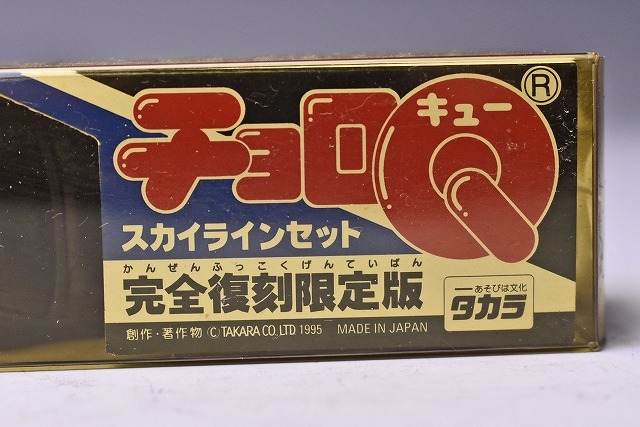 チョロQ®
キュー
スカイラインセット
かんぜんふっこくげんていばん
完全復刻限定版
あそびは文化
タカラ
創作・著作物 (C)TAKARA CO.,LTD 1995 MADE IN JAPAN